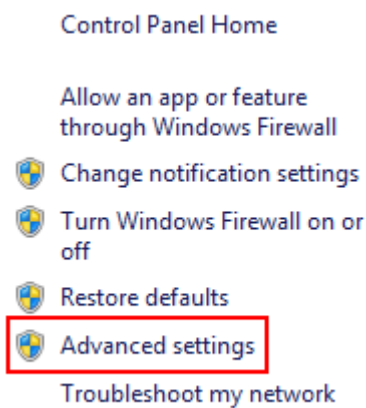 Control Panel Home
Allow an app or feature
through Windows Firewall
Change notification settings
Turn Windows Firewall on or
off
Restore defaults
Advanced settings
Troubleshoot my network